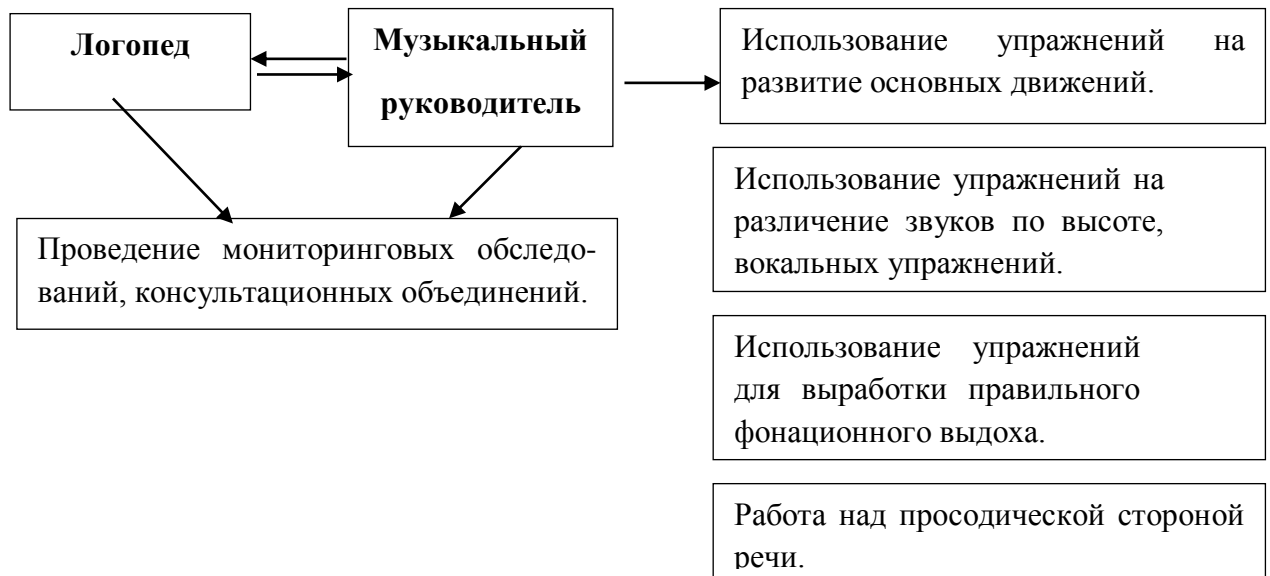 Логопед
Музыкальный
руководитель
Использование упражнений на
развитие основных движений.
Использование упражнений на
различение звуков по высоте,
вокальных упражнений.
Проведение мониторинговых обследо-
ваний, консультационных объединений.
Использование упражнений
для выработки правильного
фонационного выдоха.
Работа над просодической стороной
речи.